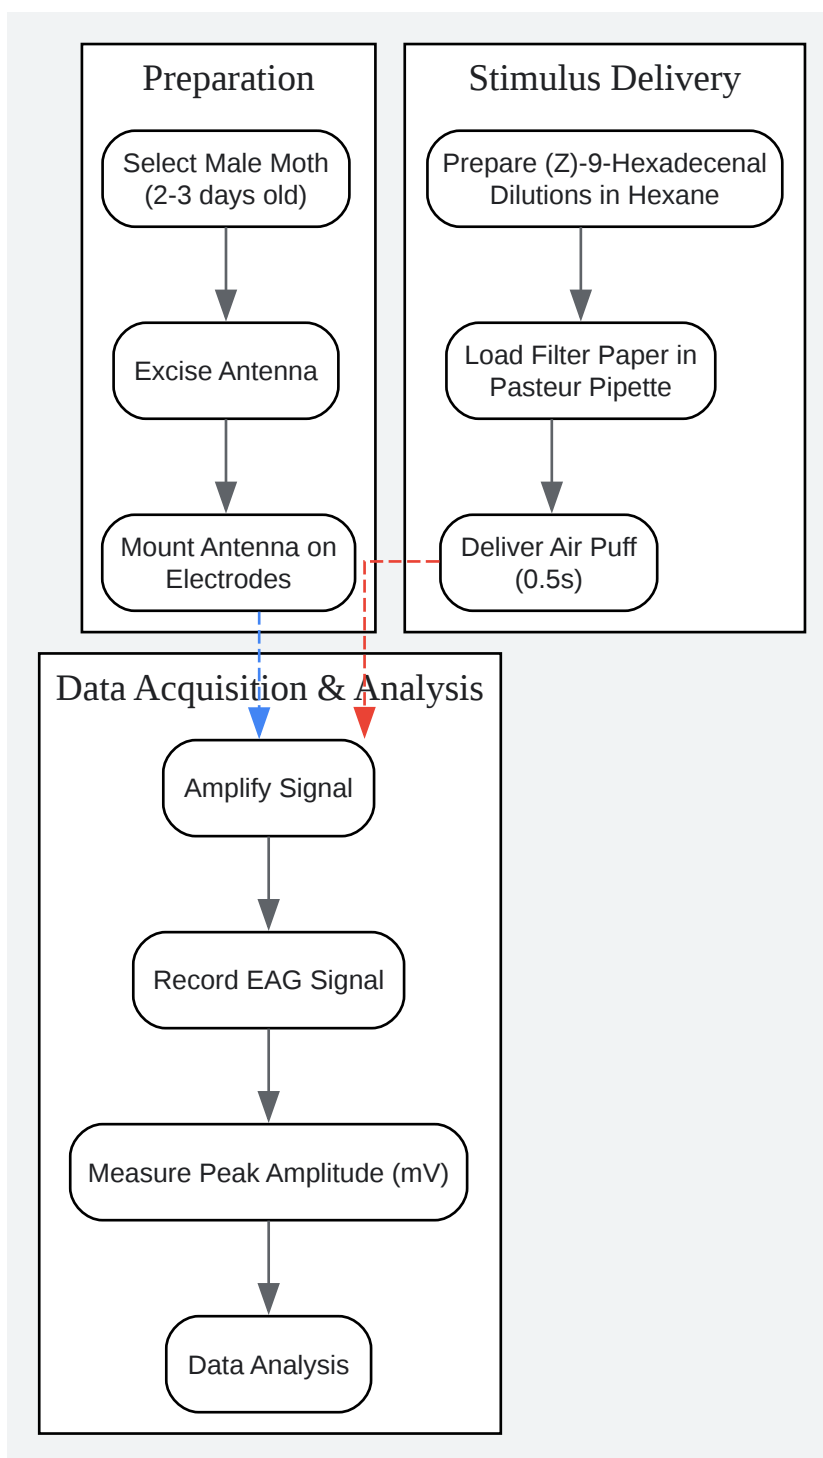 Preparation
Select Male Moth
(2-3 days old)
Excise Antenna
Mount Antenna on
Electrodes
Stimulus Delivery
Prepare (Z)-9-Hexadecenal
Dilutions in Hexane
Load Filter Paper in
Pasteur Pipette
Deliver Air Puff
(0.5s)
Data Acquisition & Analysis
Amplify Signal
Record EAG Signal
Measure Peak Amplitude (mV)
Data Analysis